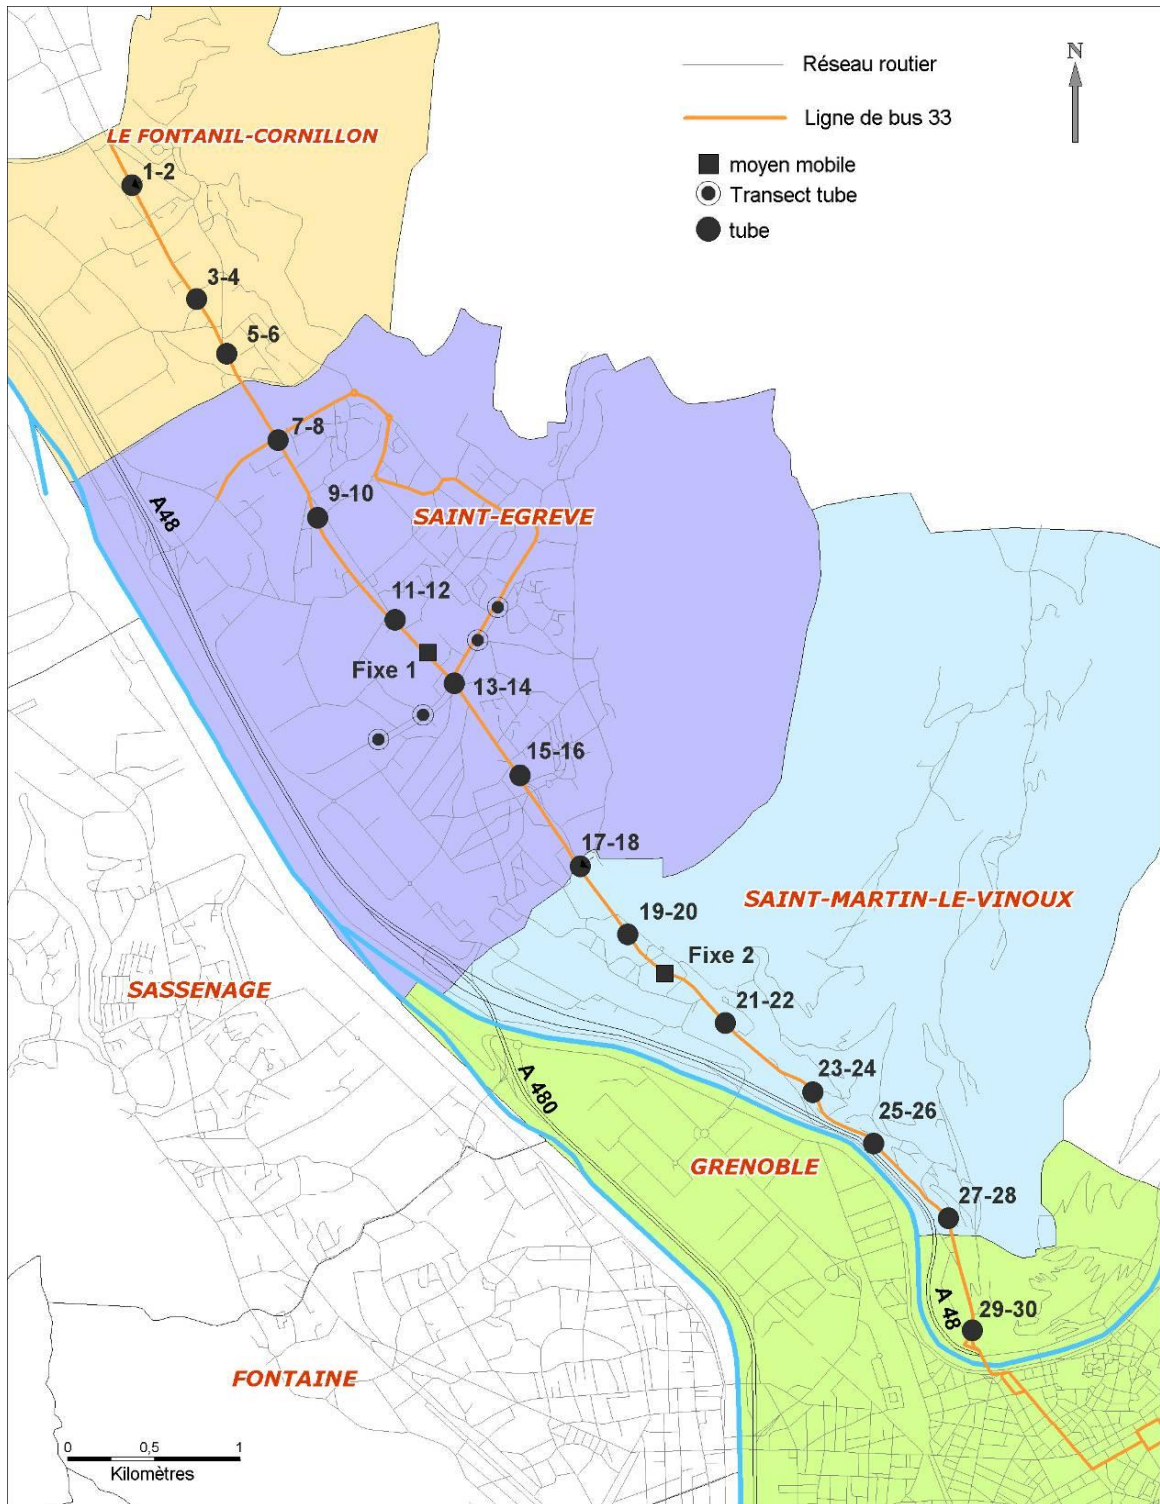 N
Réseau routier
Ligne de bus 33
moyen mobile
Transect tube
tube
LE FONTANIL-CORNILLON
1-2
3-4
5-6
7-8
A48
9-10
SAINT-EGREVE
11-12
Fixe 1
13-14
15-16
17-18
SAINT-MARTIN-LE-VINOUX
19-20
Fixe 2
SASSENAGE
21-22
A 480
23-24
25-26
GRENOBLE
27-28
A 48
29-30
FONTAINE
0 0,5 1
Kilomètres